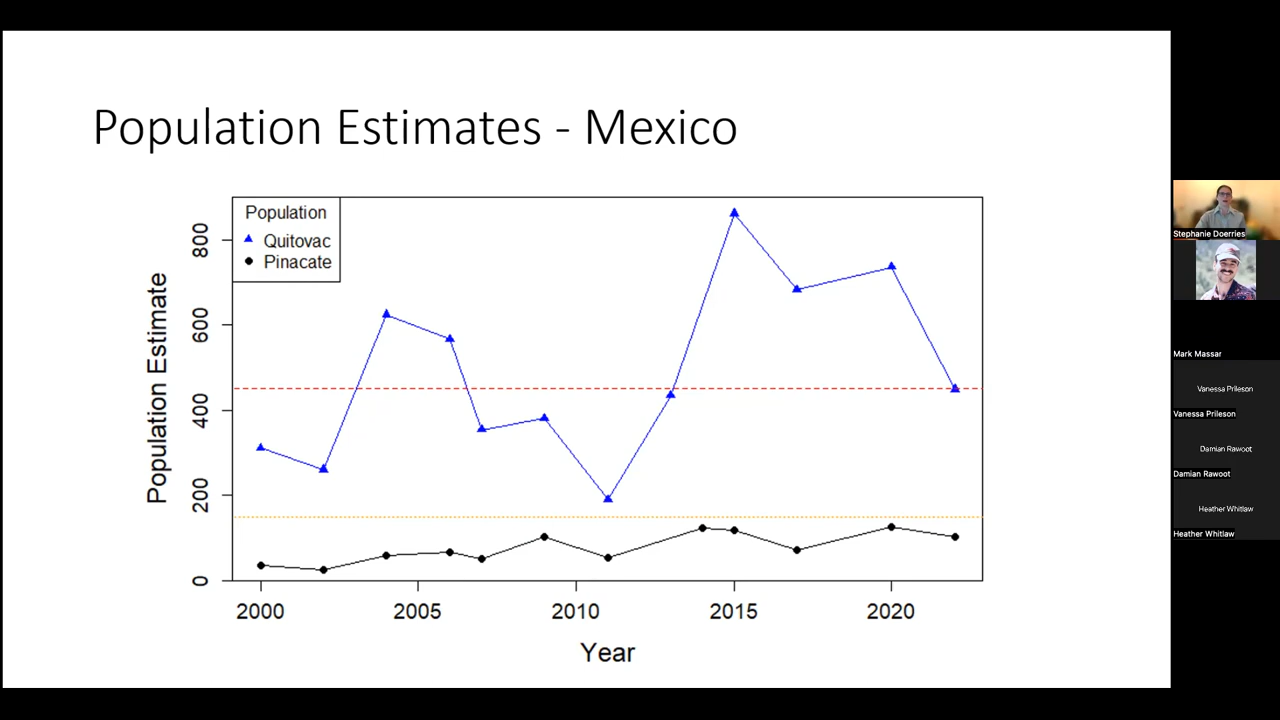 Population Estimates - Mexico
Population
Quitovac
Pinacate
Population Estimate
800
600
400
200
0
2000
2005
2010
2015
2020
Year
Stephanie Doerries
Mark Massar
Vanessa Prileson
Vanessa Prileson
Damian Rawoot
Damian Rawoot
Heather Whitlaw
Heather Whitlaw